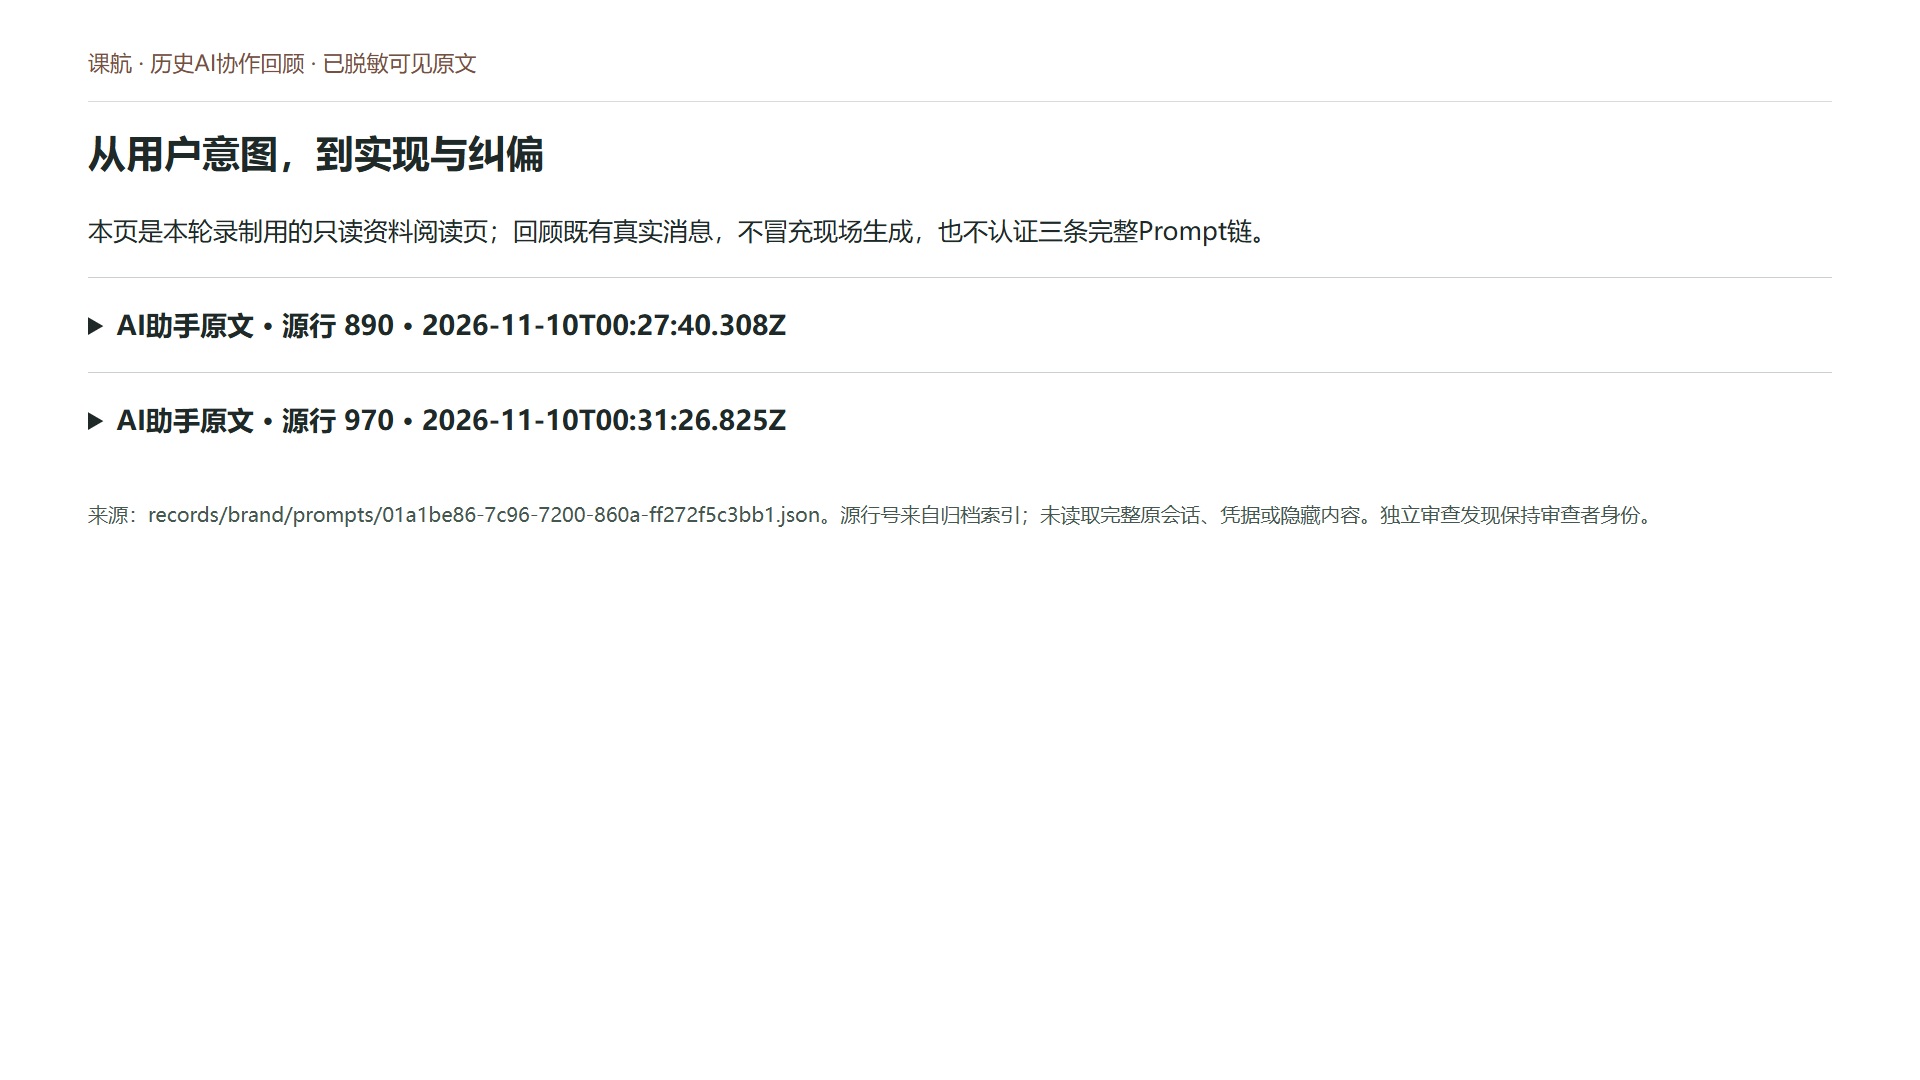 课航 · 历史AI协作回顾 · 已脱敏可见原文
从用户意图，到实现与纠偏
本页是本轮录制用的只读资料阅读页；回顾既有真实消息，不冒充现场生成，也不认证三条完整Prompt链。
▶ AI助手原文 • 源行 890 • 2026-11-10T00:27:40.308Z
▶ AI助手原文 • 源行 970 • 2026-11-10T00:31:26.825Z
来源：records/brand/prompts/01a1be86-7c96-7200-860a-ff272f5c3bb1.json。源行号来自归档索引；未读取完整原会话、凭据或隐藏内容。独立审查发现保持审查者身份。